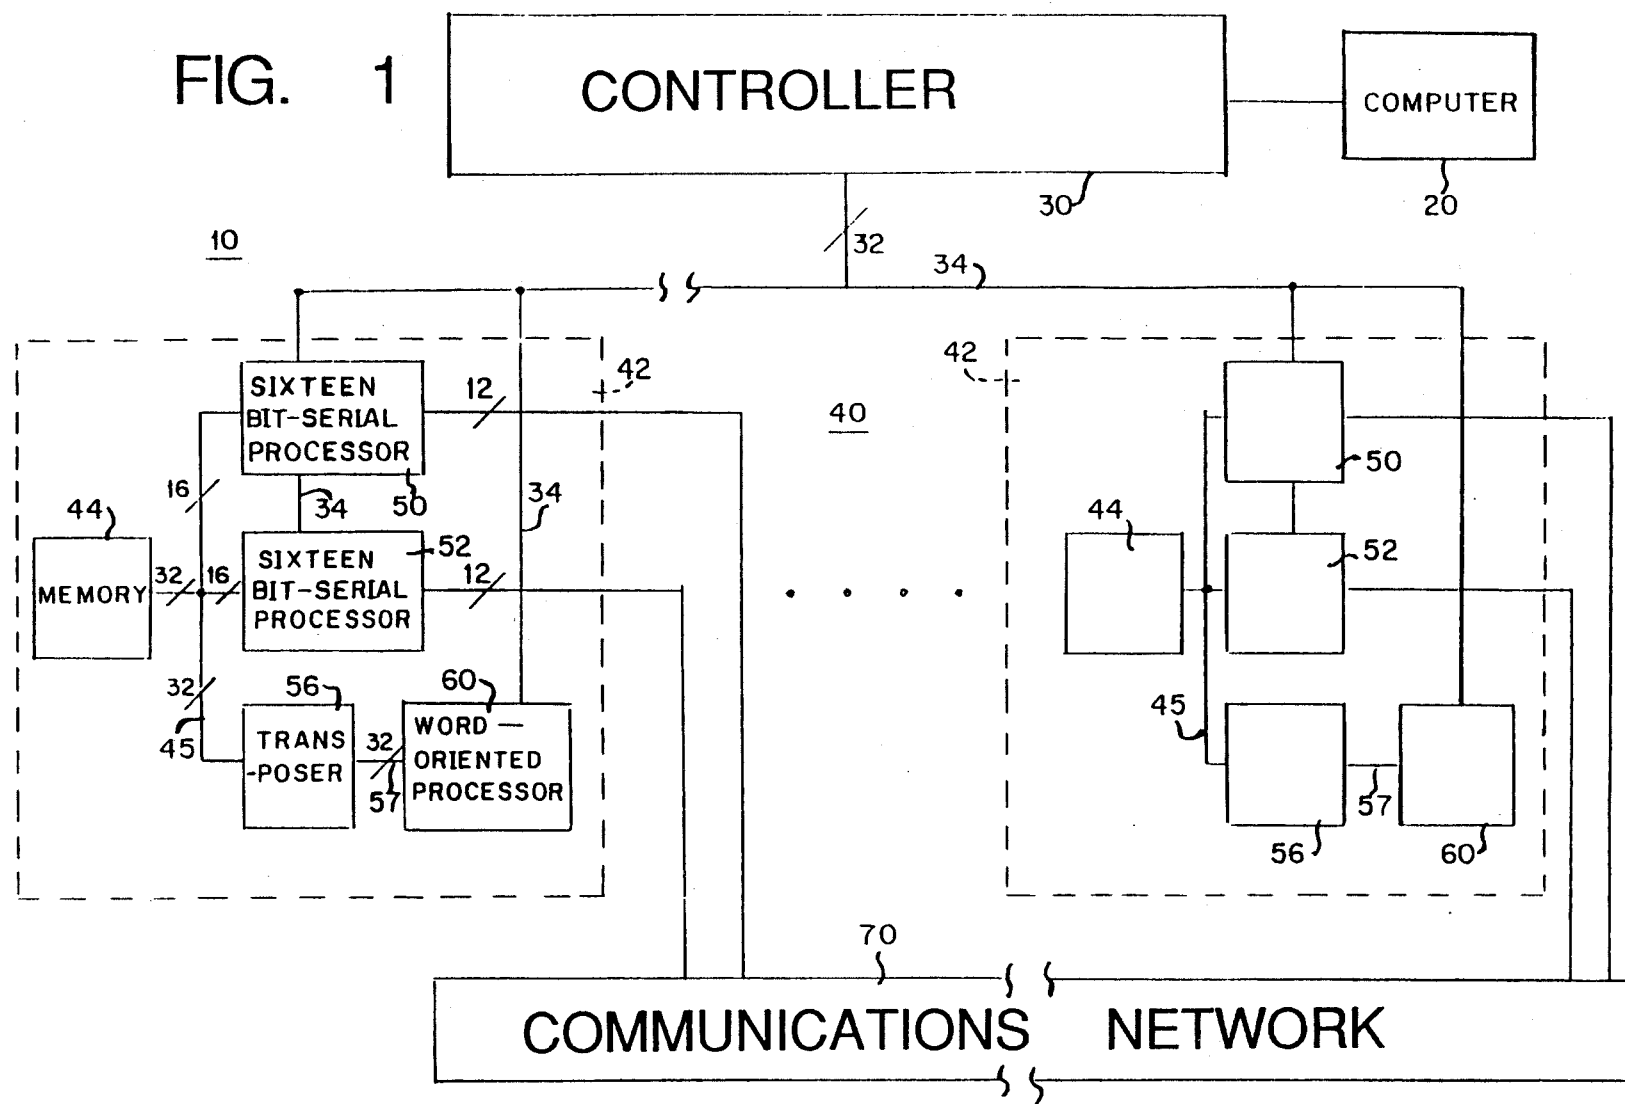 FIG. 1
CONTROLLER
COMPUTER
30
20
32
10
34
42
42
40
SIXTEEN
BIT-SERIAL
PROCESSOR
12
50
50
16
34
34
44
44
SIXTEEN
BIT-SERIAL
PROCESSOR
52
52
12
MEMORY
32
16
32
45
45
56
TRANS
-POSER
32
57
57
60
WORD —
ORIENTED
PROCESSOR
56
60
70
COMMUNICATIONS NETWORK